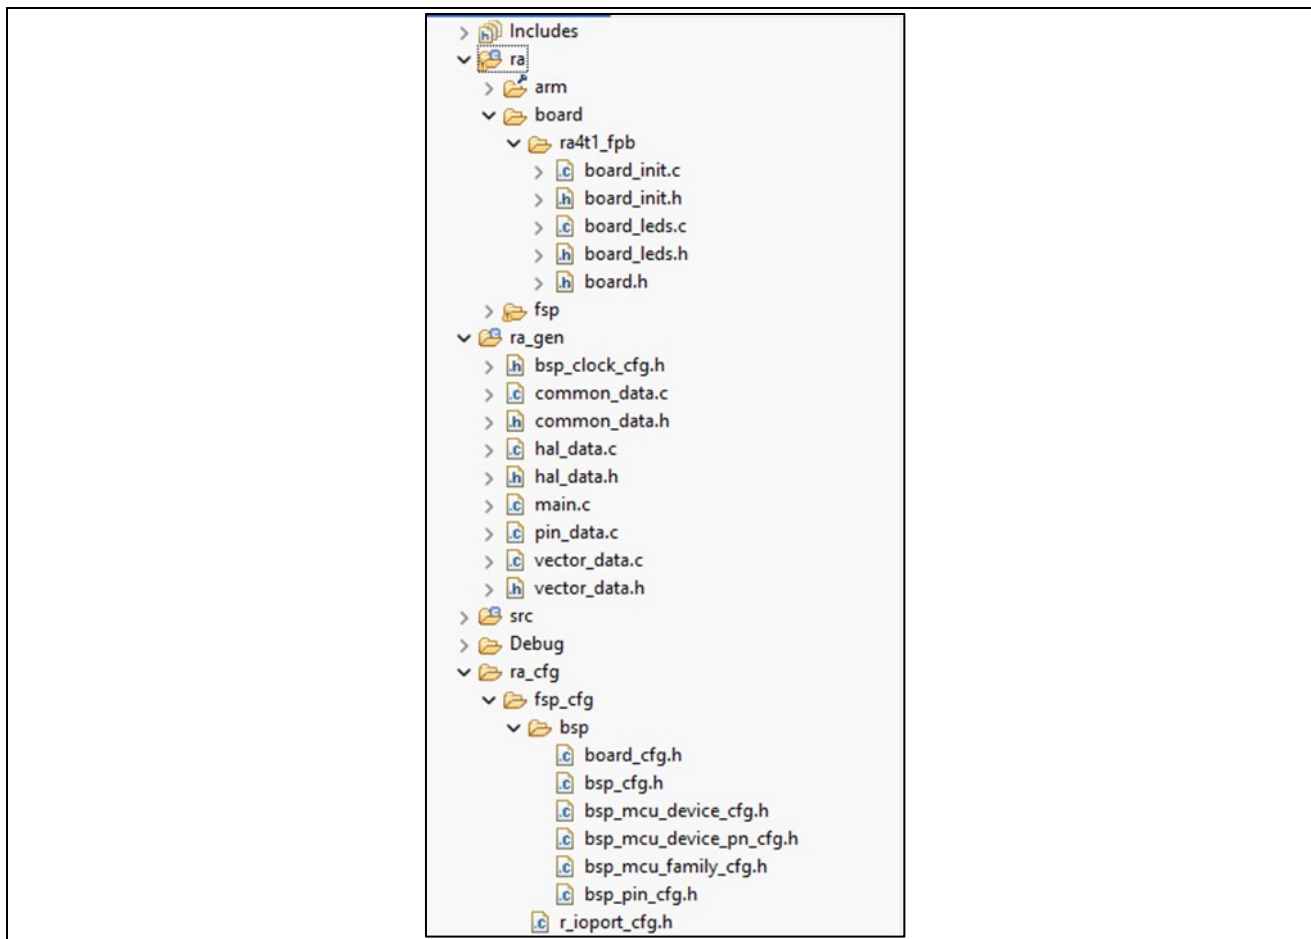 Includes
ra
arm
board
ra4t1_fpb
board_init.c
board_init.h
board_leds.c
board_leds.h
board.h
fsp
ra_gen
bsp_clock_cfg.h
common_data.c
common_data.h
hal_data.c
hal_data.h
main.c
pin_data.c
vector_data.c
vector_data.h
src
Debug
ra_cfg
fsp_cfg
bsp
board_cfg.h
bsp_cfg.h
bsp_mcu_device_cfg.h
bsp_mcu_device_pn_cfg.h
bsp_mcu_family_cfg.h
bsp_pin_cfg.h
r_ioport_cfg.h